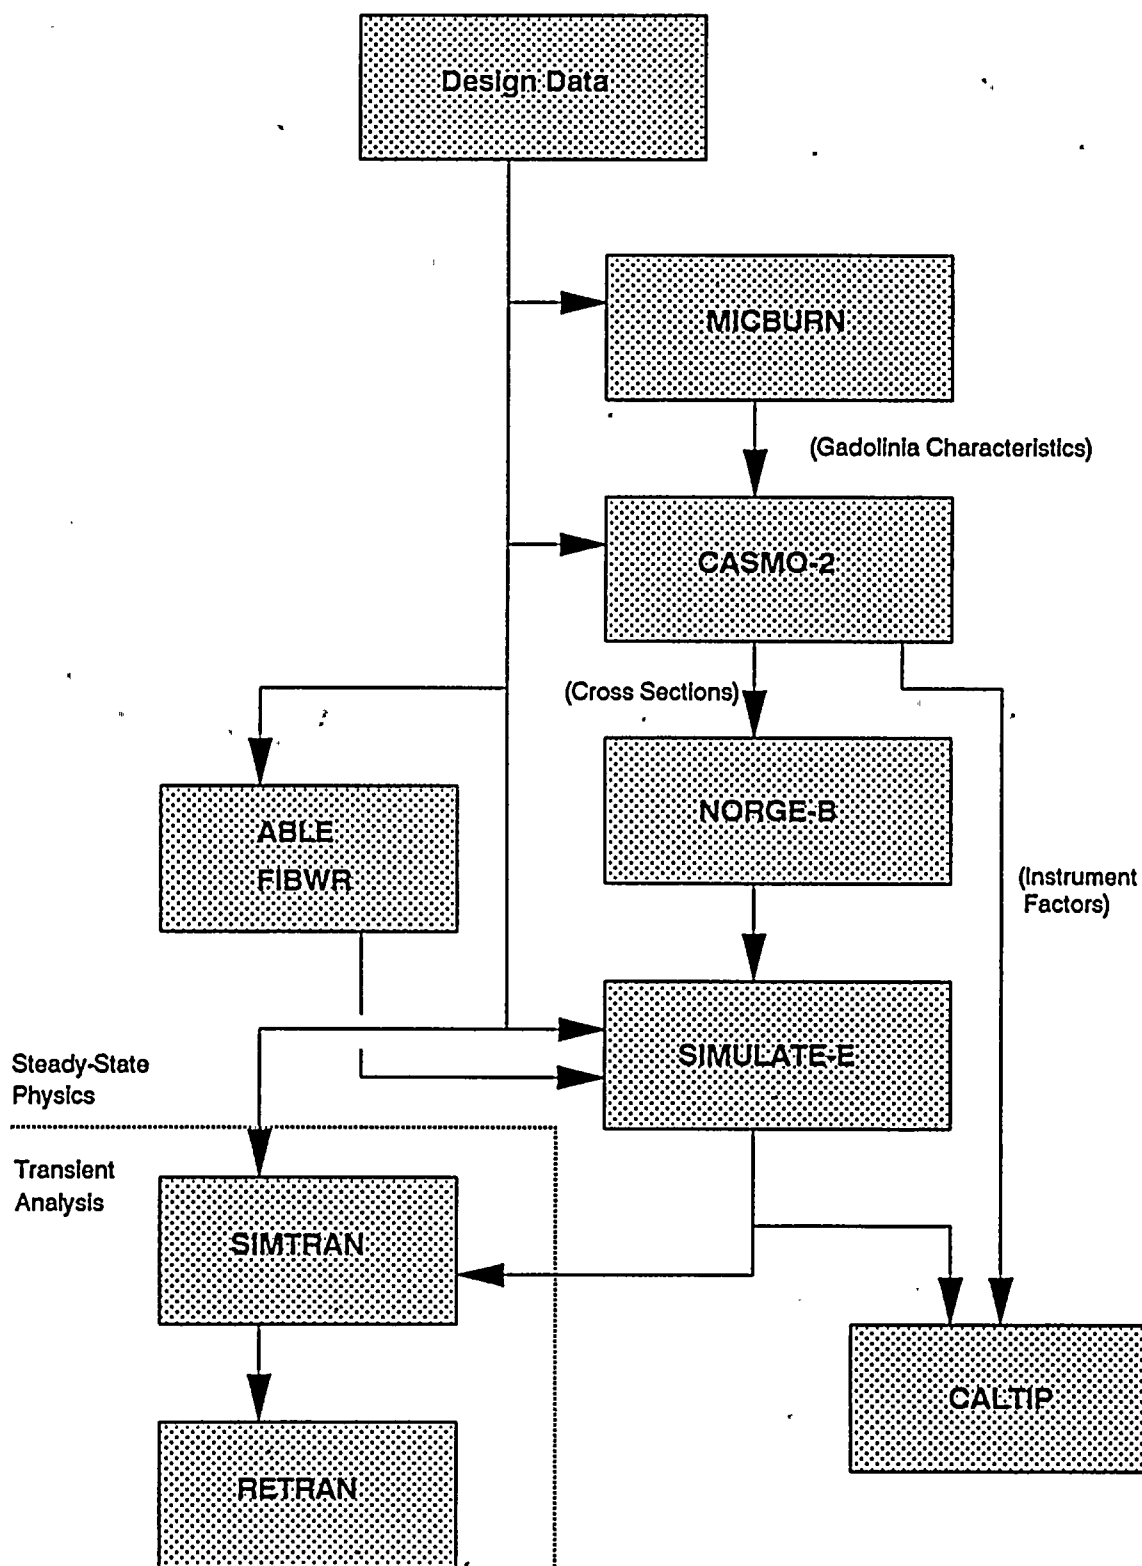 Design Data
MICBURN
(Gadolinia Characteristics)
CASMO-2
(Cross Sections)
NORGE-B
ABLE
FIBWR
(Instrument
Factors)
SIMULATE-E
Steady-State
Physics
Transient
Analysis
SIMTRAN
CALTIP
RETRAN